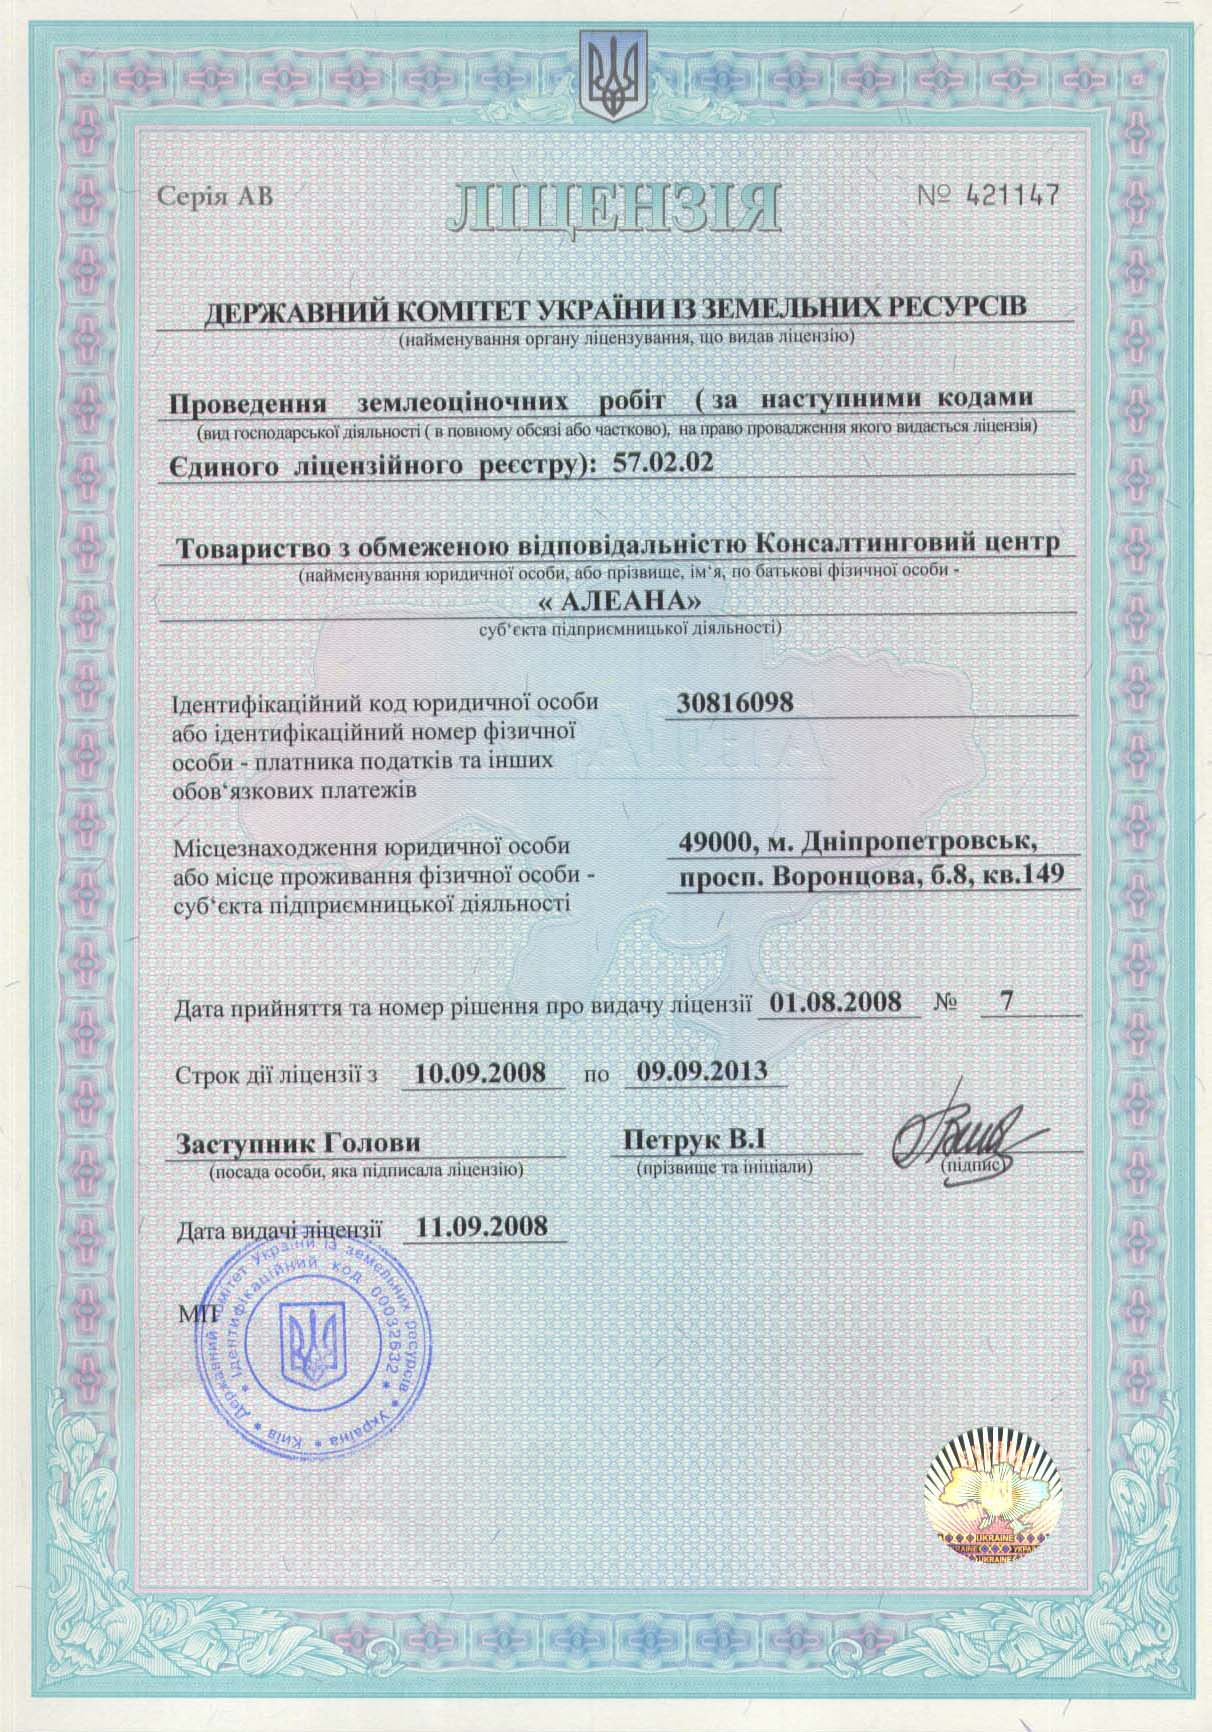 Серія АВ
ЛІЦЕНЗІЯ
№ 421147
ДЕРЖАВНИЙ КОМІТЕТ УКРАЇНИ ІЗ ЗЕМЕЛЬНИХ РЕСУРСІВ
(найменування органу ліцензування, що видав ліцензію)
Проведення землеоціночних робіт ( за наступними кодами
(вид господарської діяльності ( в повному обсязі або частково), на право провадження якого видається ліцензія)
Єдиного ліцензійного реєстру): 57.02.02
Товариство з обмеженою відповідальністю Консалтинговий центр
(найменування юридичної особи, або прізвище, ім‘я, по батькові фізичної особи -
« АЛЕАНА»
суб‘єкта підприємницької діяльності)
Ідентифікаційний код юридичної особи 30816098
або ідентифікаційний номер фізичної
особи - платника податків та інших
обов‘язкових платежів
Місцезнаходження юридичної особи 49000, м. Дніпропетровськ,
або місце проживання фізичної особи - просп. Воронцова, б.8, кв.149
суб‘єкта підприємницької діяльності
Дата прийняття та номер рішення про видачу ліцензії 01.08.2008 № 7
Строк дії ліцензії з 10.09.2008 по 09.09.2013
Заступник Голови Петрук В.І
(посада особи, яка підписала ліцензію) (прізвище та ініціали) (підпис)
Дата видачі ліцензії 11.09.2008
МП
Державний комітет України із земельних ресурсів * Україна * Київ *
Ідентифікаційний код 00032632 *
UKRAINE
UKRAINE